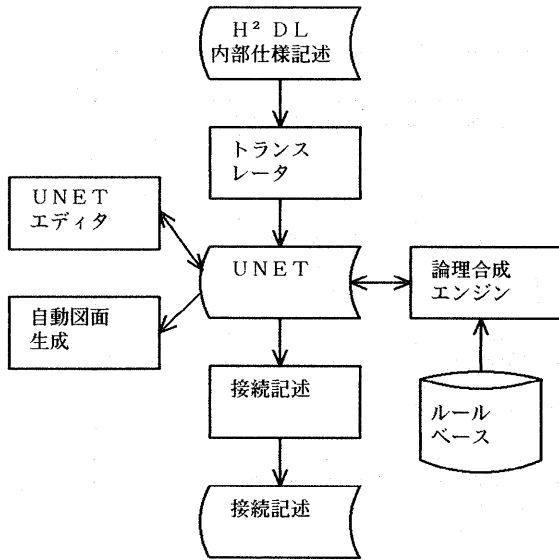 Ｈ² ＤＬ
内部仕様記述
トランス
レータ
ＵＮＥＴ
エディタ
ＵＮＥＴ
論理合成
エンジン
自動図面
生成
接続記述
ルール
ベース
接続記述